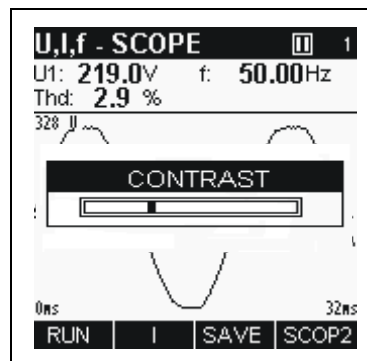 U,I,f - SCOPE 1
U1: 219.0V f: 50.00Hz
Thd: 2.9 %
328 U
CONTRAST
0ms 32ms
RUN I SAVE SCOP2